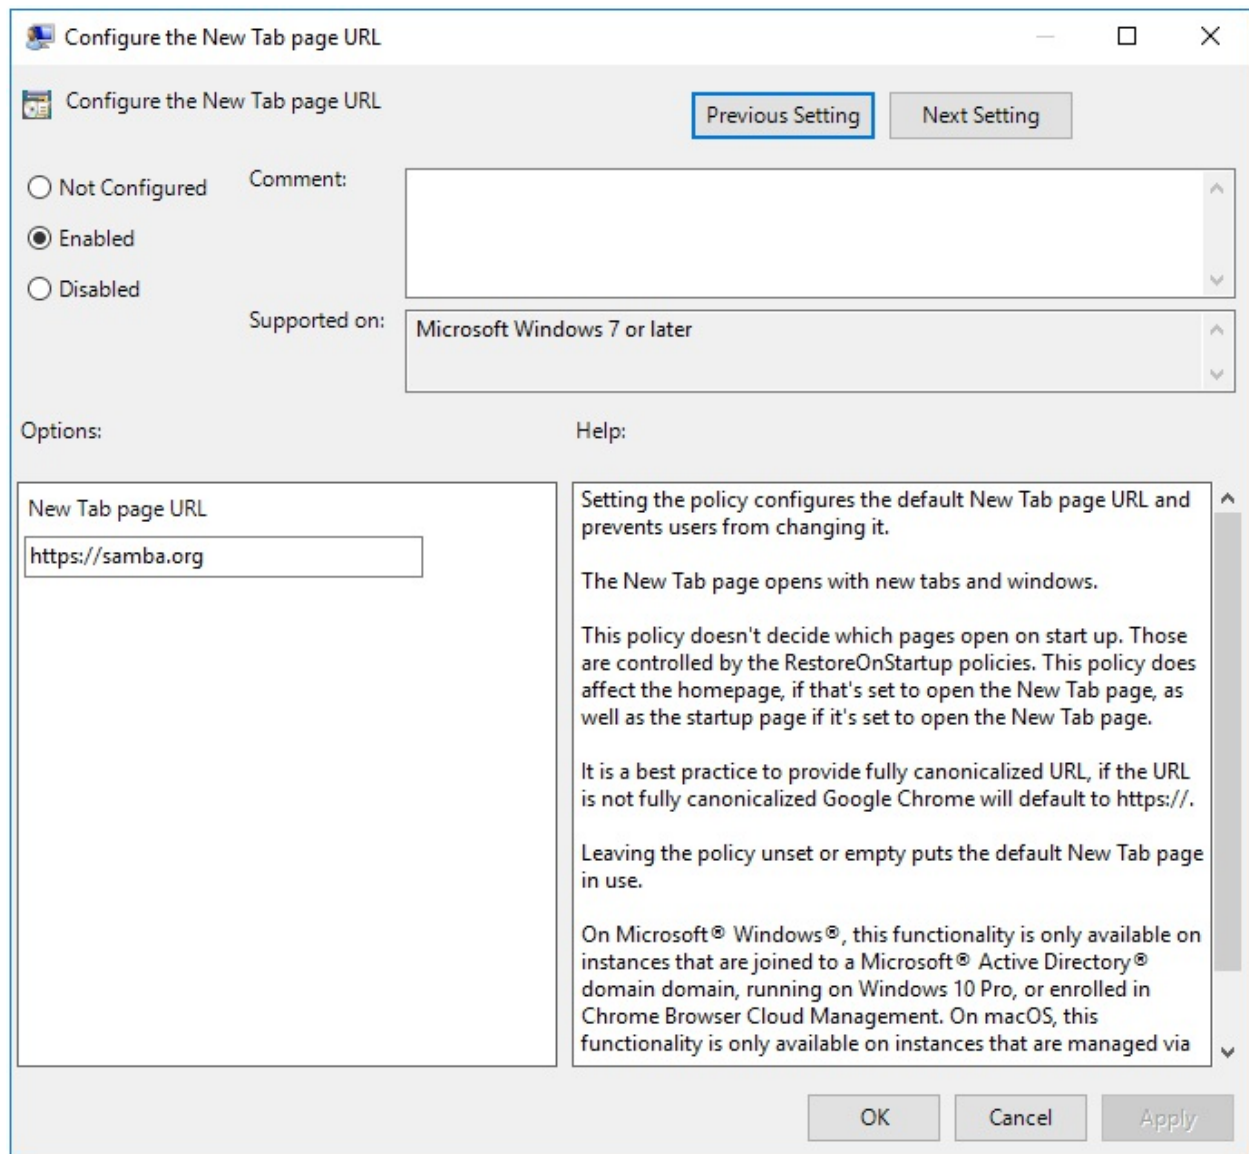 Configure the New Tab page URL
Configure the New Tab page URL
Previous Setting
Next Setting
Not Configured
Enabled
Disabled
Comment:
Supported on:
Microsoft Windows 7 or later
Options:
Help:
New Tab page URL
https://samba.org
Setting the policy configures the default New Tab page URL and
prevents users from changing it.
The New Tab page opens with new tabs and windows.
This policy doesn't decide which pages open on start up. Those
are controlled by the RestoreOnStartup policies. This policy does
affect the homepage, if that's set to open the New Tab page, as
well as the startup page if it's set to open the New Tab page.
It is a best practice to provide fully canonicalized URL, if the URL
is not fully canonicalized Google Chrome will default to https://.
Leaving the policy unset or empty puts the default New Tab page
in use.
On Microsoft® Windows®, this functionality is only available on
instances that are joined to a Microsoft® Active Directory®
domain domain, running on Windows 10 Pro, or enrolled in
Chrome Browser Cloud Management. On macOS, this
functionality is only available on instances that are managed via
OK
Cancel
Apply